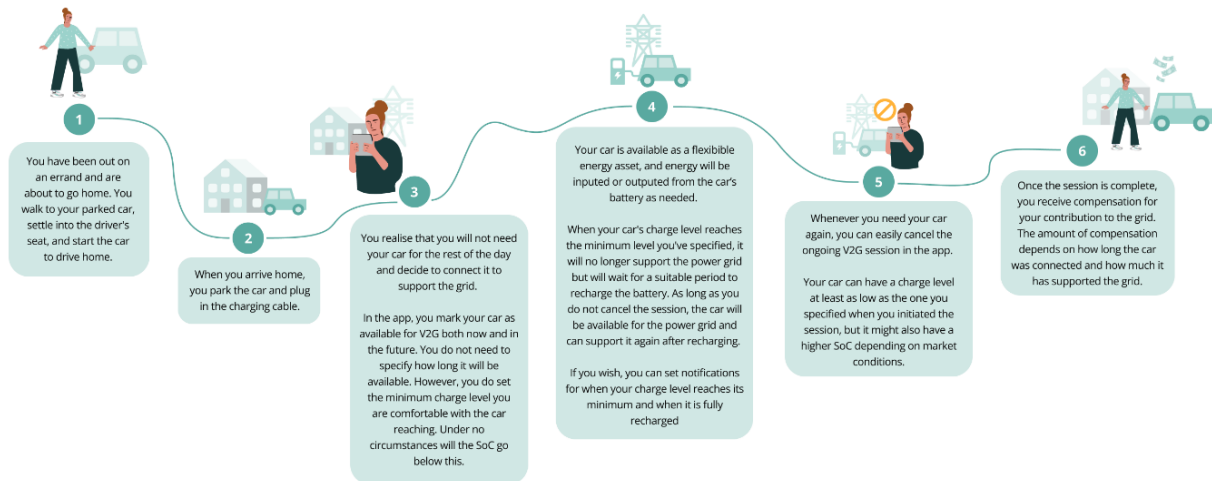 1
You have been out on
an errand and are
about to go home. You
walk to your parked car,
settle into the driver's
seat, and start the car
to drive home.
2
When you arrive home,
you park the car and plug
in the charging cable.
3
You realise that you will not need
your car for the rest of the day
and decide to connect it to
support the grid.
In the app, you mark your car as
available for V2G both now and in
the future. You do not need to
specify how long it will be
available. However, you do set
the minimum charge level you
are comfortable with the car
reaching. Under no
circumstances will the SoC go
below this.
4
Your car is available as a flexibible
energy asset, and energy will be
inputed or outputed from the car's
battery as needed.
When your car's charge level reaches
the minimum level you've specified, it
will no longer support the power grid
but will wait for a suitable period to
recharge the battery. As long as you
do not cancel the session, the car will
be available for the power grid and
can support it again after recharging.
If you wish, you can set notifications
for when your charge level reaches its
minimum and when it is fully
recharged
5
Whenever you need your car
again, you can easily cancel the
ongoing V2G session in the app.
Your car can have a charge level
at least as low as the one you
specified when you initiated the
session, but it might also have a
higher SoC depending on market
conditions.
6
Once the session is complete,
you receive compensation for
your contribution to the grid.
The amount of compensation
depends on how long the car
was connected and how much it
has supported the grid.